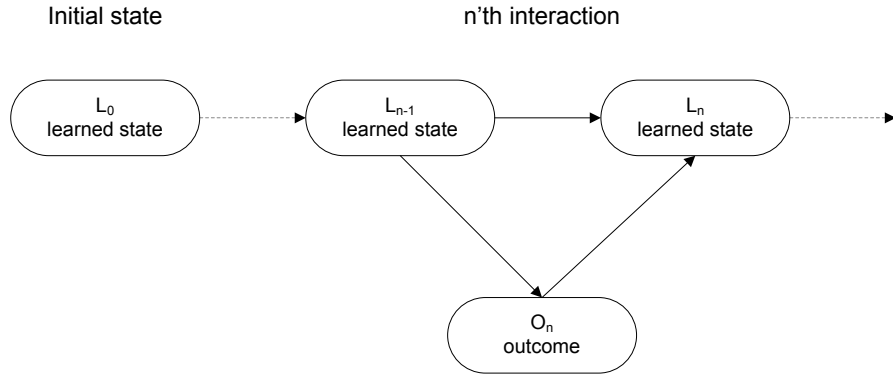 Initial state
n'th interaction
L₀
learned state
Lₙ₋₁
learned state
Lₙ
learned state
Oₙ
outcome